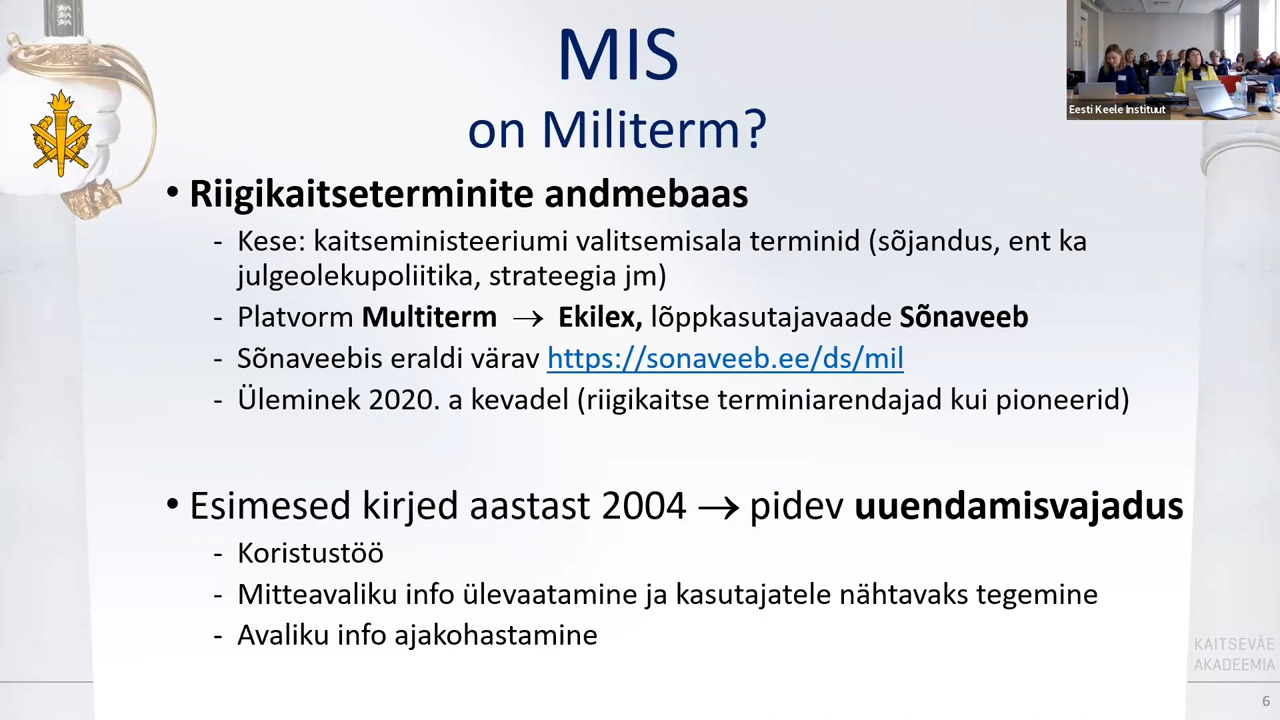 MIS
on Militerm?
Eesti Keele Instituut
• Riigikaitseterminite andmebaas
- Kese: kaitseministeeriumi valitsemisala terminid (sõjandus, ent ka
julgeolekupoliitika, strateegia jm)
- Platvorm Multiterm → Ekilex, lõppkasutajavaade Sõnaveeb
- Sõnaveebis eraldi värav https://sonaveeb.ee/ds/mil
- Üleminek 2020. a kevadel (riigikaitse terminiarendajad kui pioneerid)
• Esimesed kirjed aastast 2004 → pidev uuendamisvajadus
- Koristustöö
- Mitteavaliku info ülevaatamine ja kasutajatele nähtavaks tegemine
- Avaliku info ajakohastamine
KAITSEVÄE
AKADEEMIA
6